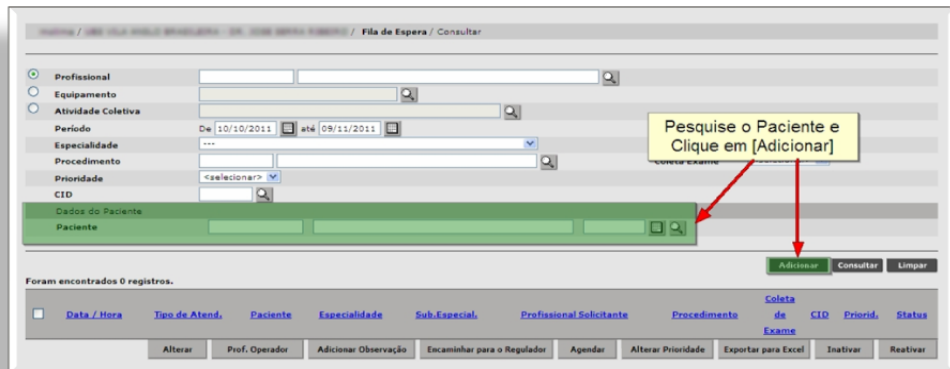 / Fila de Espera / Consultar
Profissional
Equipamento
Atividade Coletiva
Período De 10/10/2011 até 09/11/2011
Especialidade ---
Procedimento Coleta Exame
Prioridade <selecionar>
CID
Dados do Paciente
Paciente
Pesquise o Paciente e
Clique em [Adicionar]
Adicionar Consultar Limpar
Foram encontrados 0 registros.
Data / Hora Tipo de Atend. Paciente Especialidade Sub.Especial. Profissional Solicitante Procedimento Coleta de Exame CID Priorid. Status
Alterar Prof. Operador Adicionar Observação Encaminhar para o Regulador Agendar Alterar Prioridade Exportar para Excel Inativar Reativar